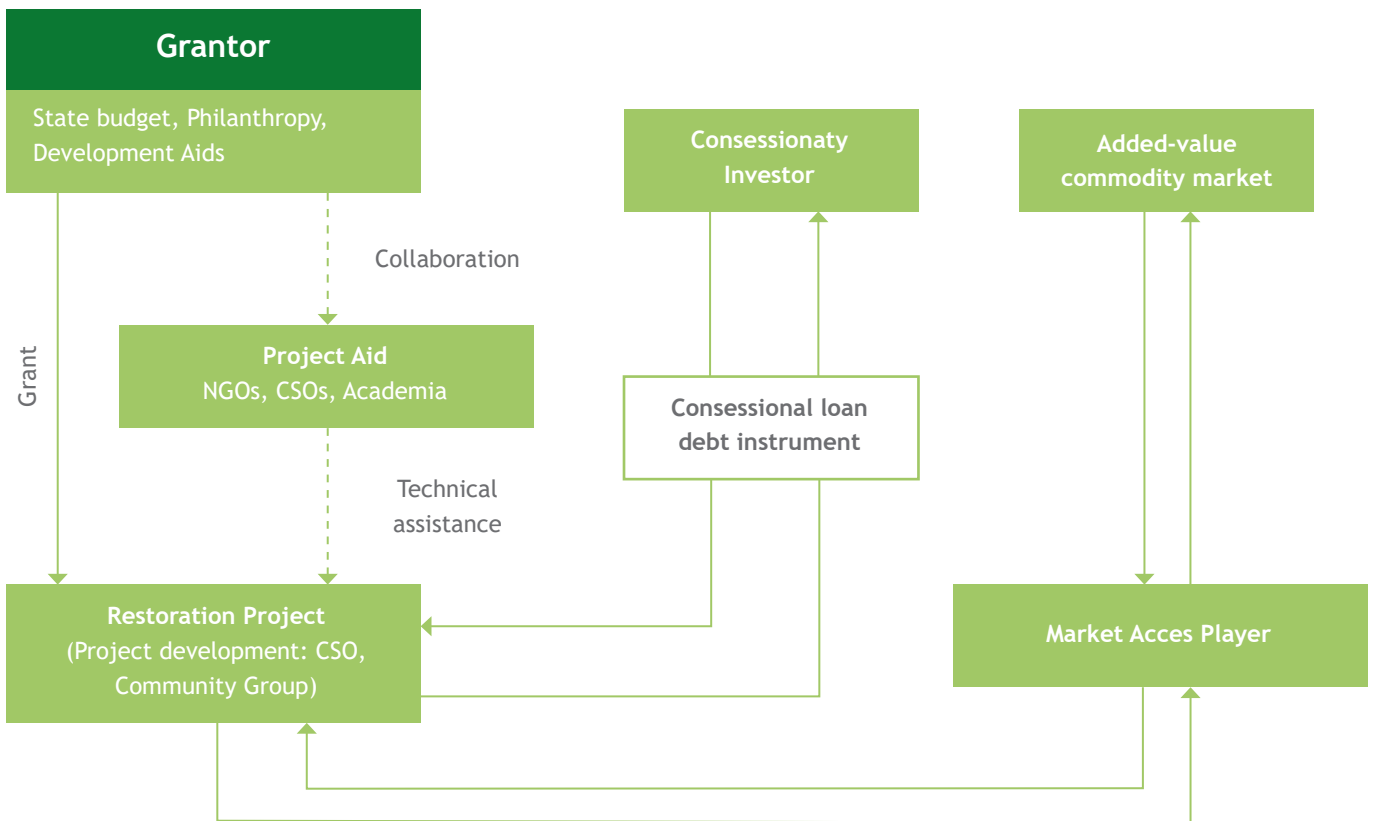 Grantor
State budget, Philanthropy,
Development Aids
Consessionaty
Investor
Added-value
commodity market
Collaboration
Grant
Project Aid
NGOs, CSOs, Academia
Consessional loan
debt instrument
Technical
assistance
Restoration Project
(Project development: CSO,
Community Group)
Market Acces Player